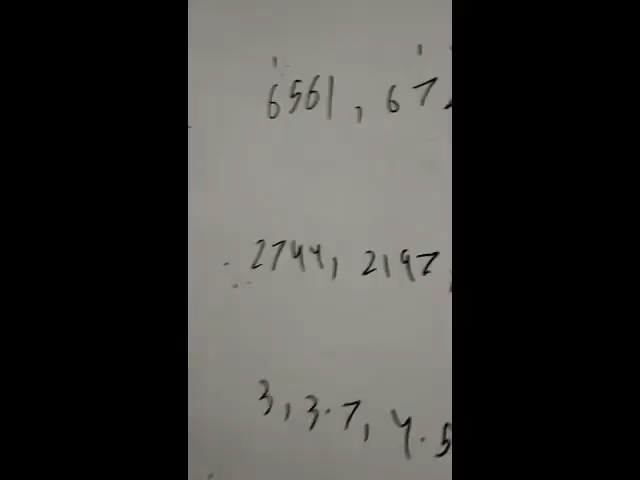 6561, 67
2744, 2197
3, 3.7, 4.5